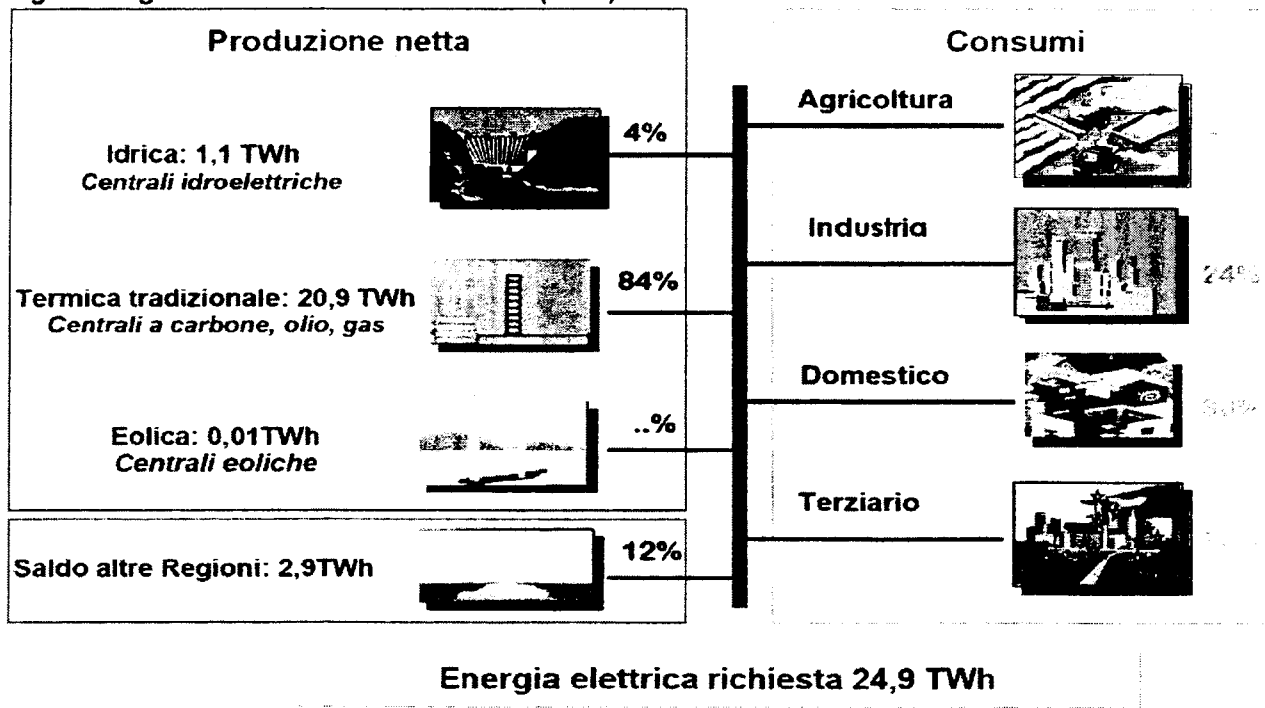 Produzione netta
Consumi
Idrica: 1,1 TWh
Centrali idroelettriche
4%
Termica tradizionale: 20,9 TWh
Centrali a carbone, olio, gas
84%
Eolica: 0,01TWh
Centrali eoliche
..%
Saldo altre Regioni: 2,9TWh
12%
Agricoltura
Industria
24%
Domestico
Terziario
Energia elettrica richiesta 24,9 TWh